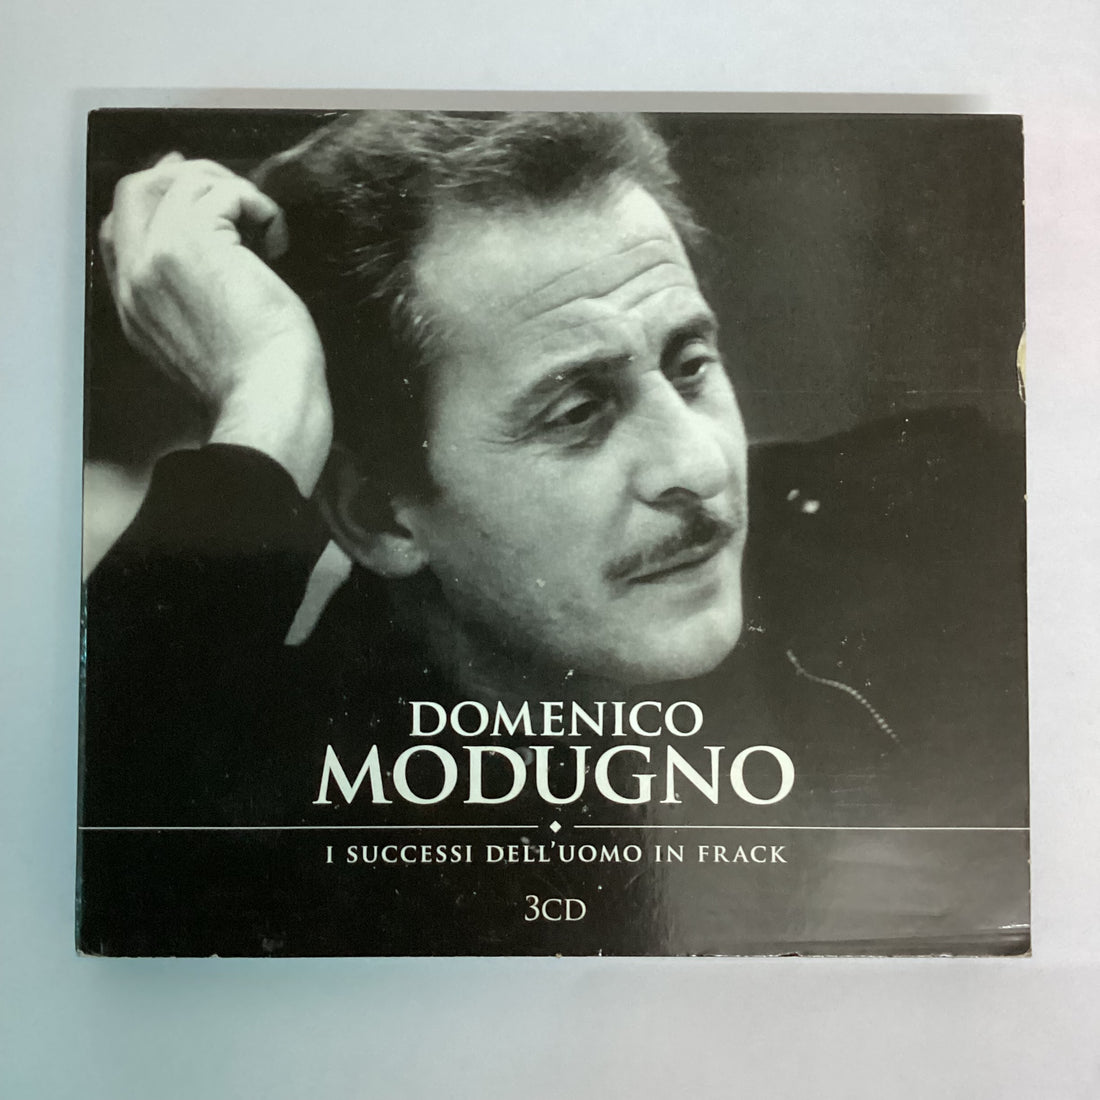 DOMENICO
MODUGNO
I SUCCESSI DELL'UOMO IN FRACK
3CD